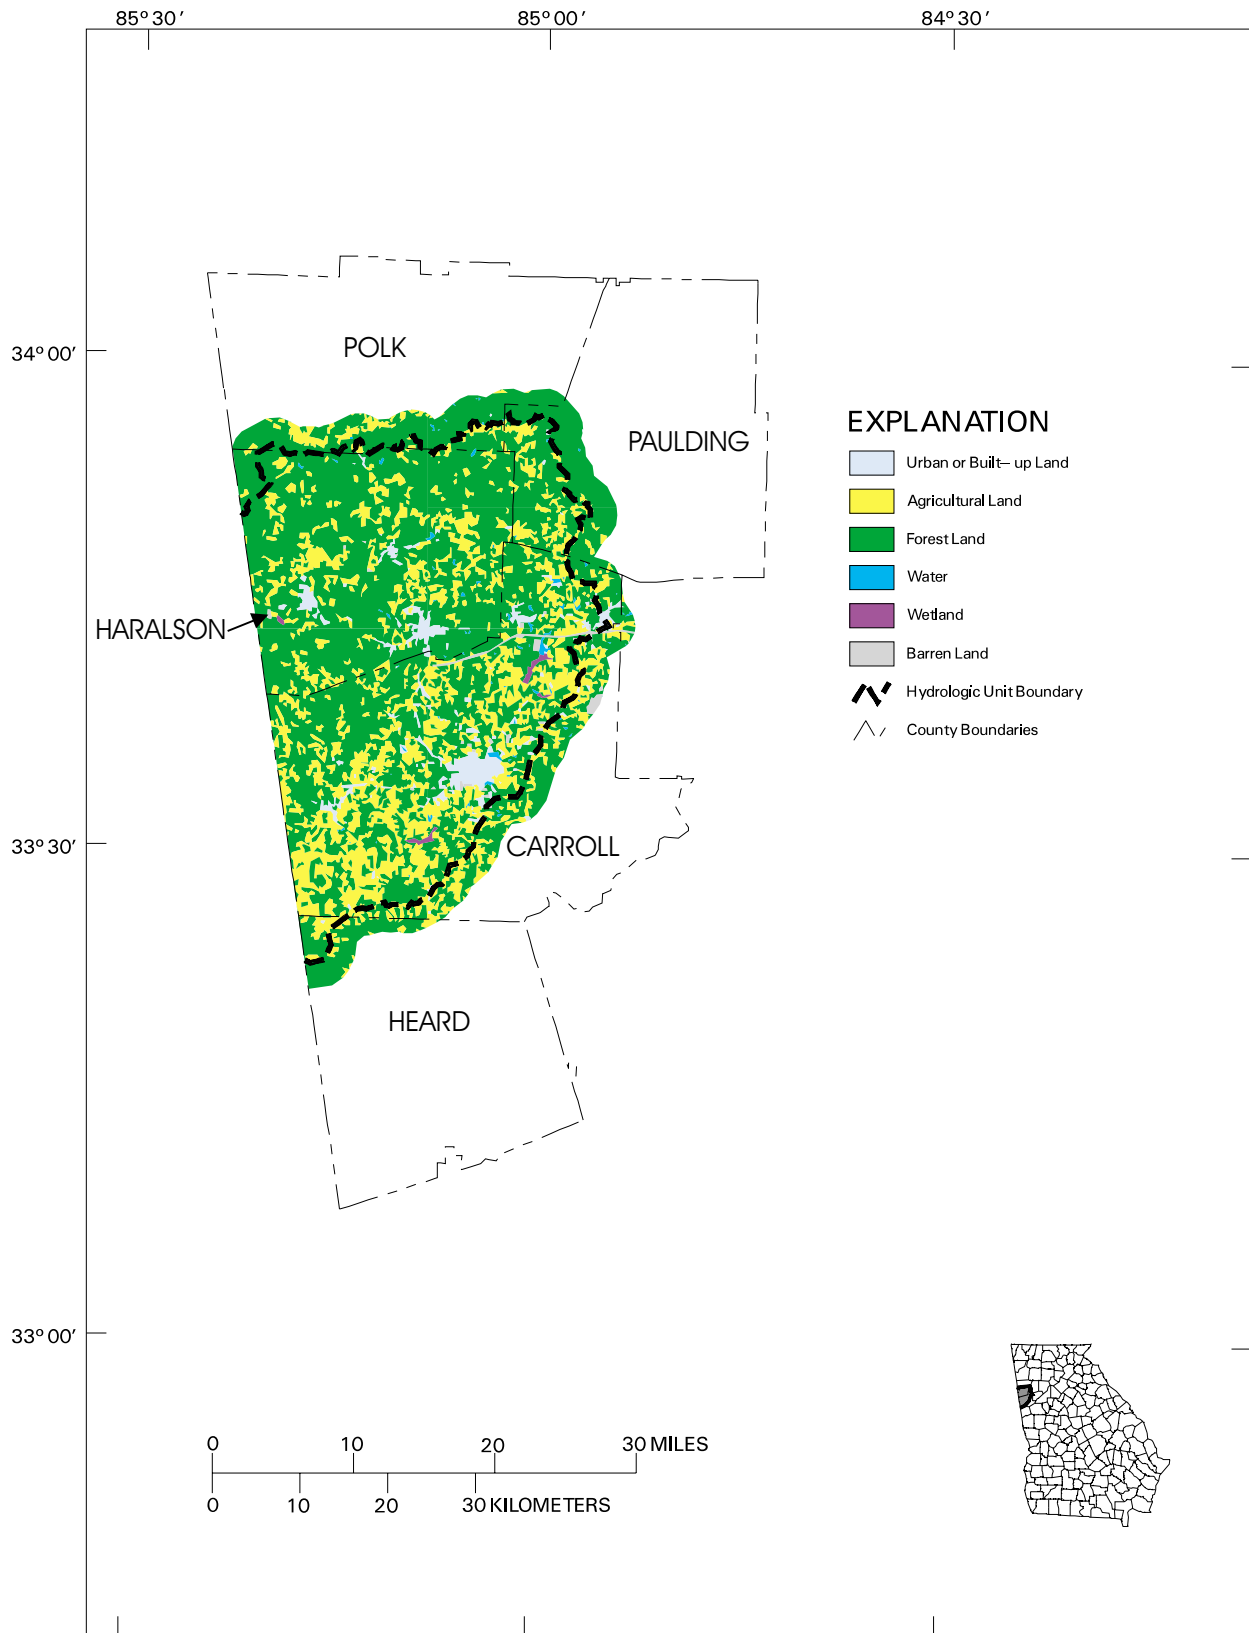 85° 30′
85° 00′
84° 30′
34° 00′
POLK
PAULDING
EXPLANATION
Urban or Built–up Land
Agricultural Land
Forest Land
Water
Wetland
Barren Land
Hydrologic Unit Boundary
County Boundaries
HARALSON
33° 30′
CARROLL
HEARD
33° 00′
0 10 20 30 MILES
0 10 20 30 KILOMETERS